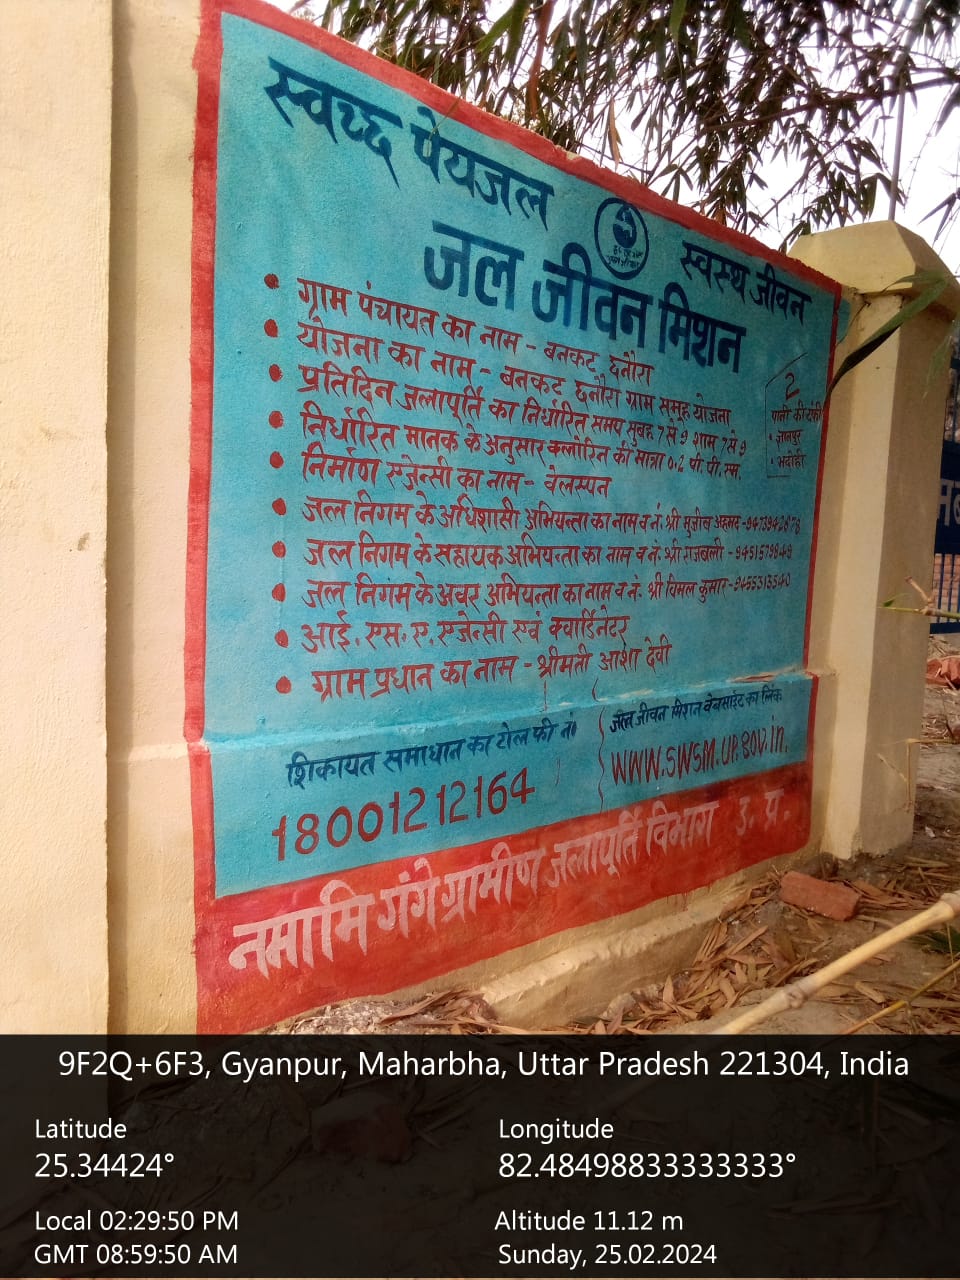 स्वच्छ पेयजल
स्वस्थ जीवन
जल जीवन मिशन
• ग्राम पंचायत का नाम - बनकट छनौरा
• योजना का नाम - बनकट छनौरा ग्राम समूह योजना
• प्रतिदिन जलापूर्ति का निर्धारित समय सुबह 7 से 9 शाम 7 से 9
• निर्धारित मानक के अनुसार क्लोरिन की मात्रा 0.2 पी. पी. एम.
• निर्माण एजेन्सी का नाम - वेलस्पन
• जल निगम के अधिशासी अभियन्ता का नाम व नं. श्री मुजीब अहमद -
• जल निगम के सहायक अभियन्ता का नाम व नं. श्री राजबली -
• जल निगंम के अवर अभियन्ता का नाम व नं. श्री विमल कुमार -
• आई. एस. ए. एजेन्सी एवं क्वार्डिनेटर
• ग्राम प्रधान का नाम - श्रीमती आशा देवी
2
पानी की टंकी
• ज्ञानपुर
• भदोही
शिकायत समाधान का टोल फ्री नं०
18001212164
जल जीवन मिशन वेबसाइट का लिंक
WWW.SWSM.UP.GOV.in.
नमामि गंगे ग्रामीण जलापूर्ति विभाग उ. प्र.
9F2Q+6F3, Gyanpur, Maharbha, Uttar Pradesh 221304, India
Latitude
25.34424°
Longitude
82.48498833333333°
Local 02:29:50 PM
GMT 08:59:50 AM
Altitude 11.12 m
Sunday, 25.02.2024